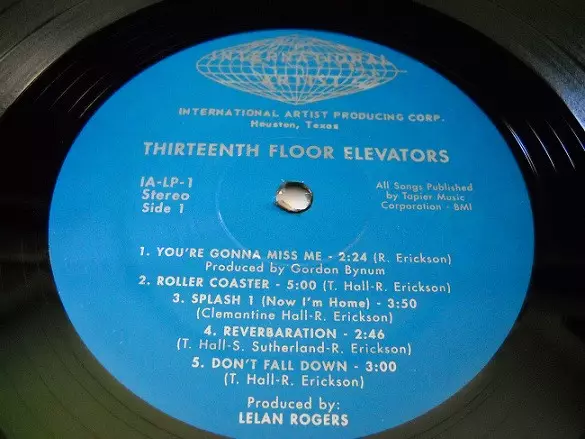 INTERNATIONAL
ARTISTS
INTERNATIONAL ARTIST PRODUCING CORP.
Houston, Texas
THIRTEENTH FLOOR ELEVATORS
IA-LP-1
Stereo
Side 1
All Songs Published
by Tapier Music
Corporation - BMI
1. YOU'RE GONNA MISS ME - 2:24 (R. Erickson)
Produced by Gordon Bynum
2. ROLLER COASTER - 5:00 (T. Hall-R. Erickson)
3. SPLASH 1 (Now I'm Home) - 3:50
(Clementine Hall-R. Erickson)
4. REVERBARATION - 2:46
(T. Hall-S. Sutherland-R. Erickson)
5. DON'T FALL DOWN - 3:00
(T. Hall-R. Erickson)
Produced by:
LELAN ROGERS